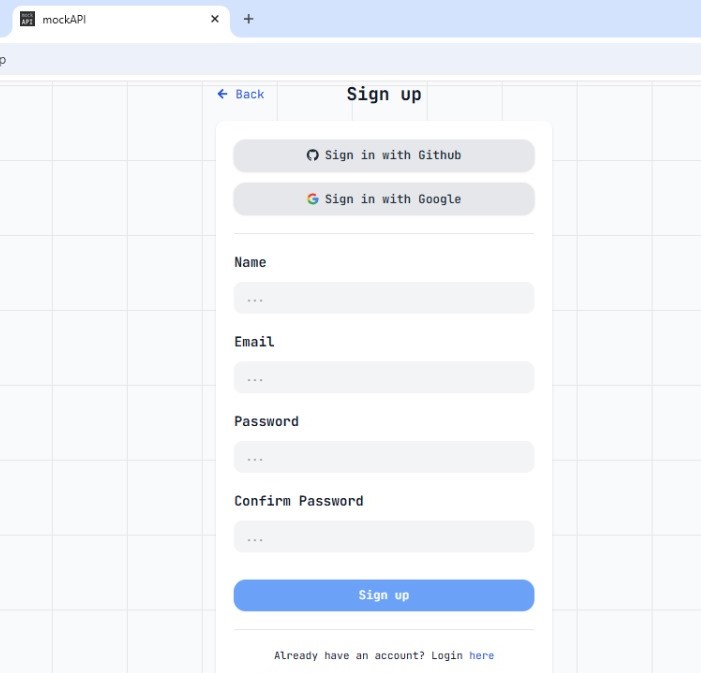 mockAPI
p
← Back
Sign up
Sign in with Github
Sign in with Google
Name
...
Email
...
Password
...
Confirm Password
...
Sign up
Already have an account? Login here